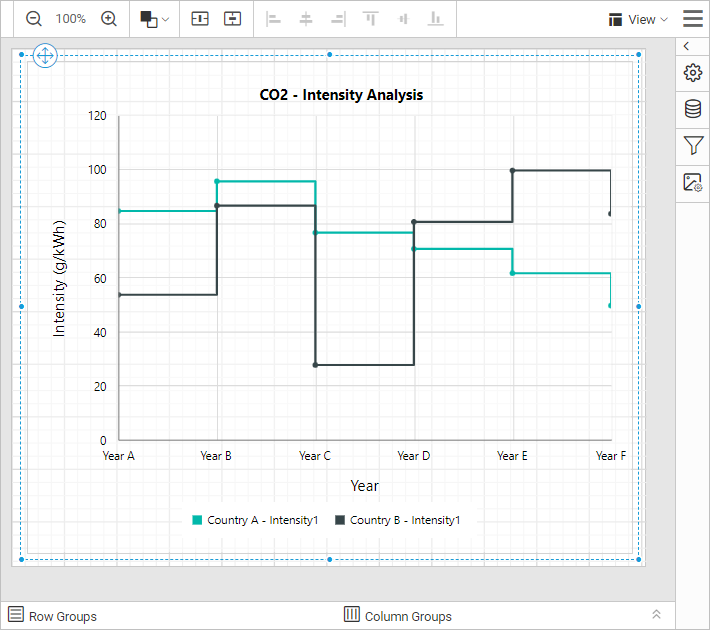 100%
View
CO2 - Intensity Analysis
120
100
80
60
40
20
0
Intensity (g/kWh)
Year A Year B Year C Year D Year E Year F
Year
Country A - Intensity1 Country B - Intensity1
Row Groups Column Groups